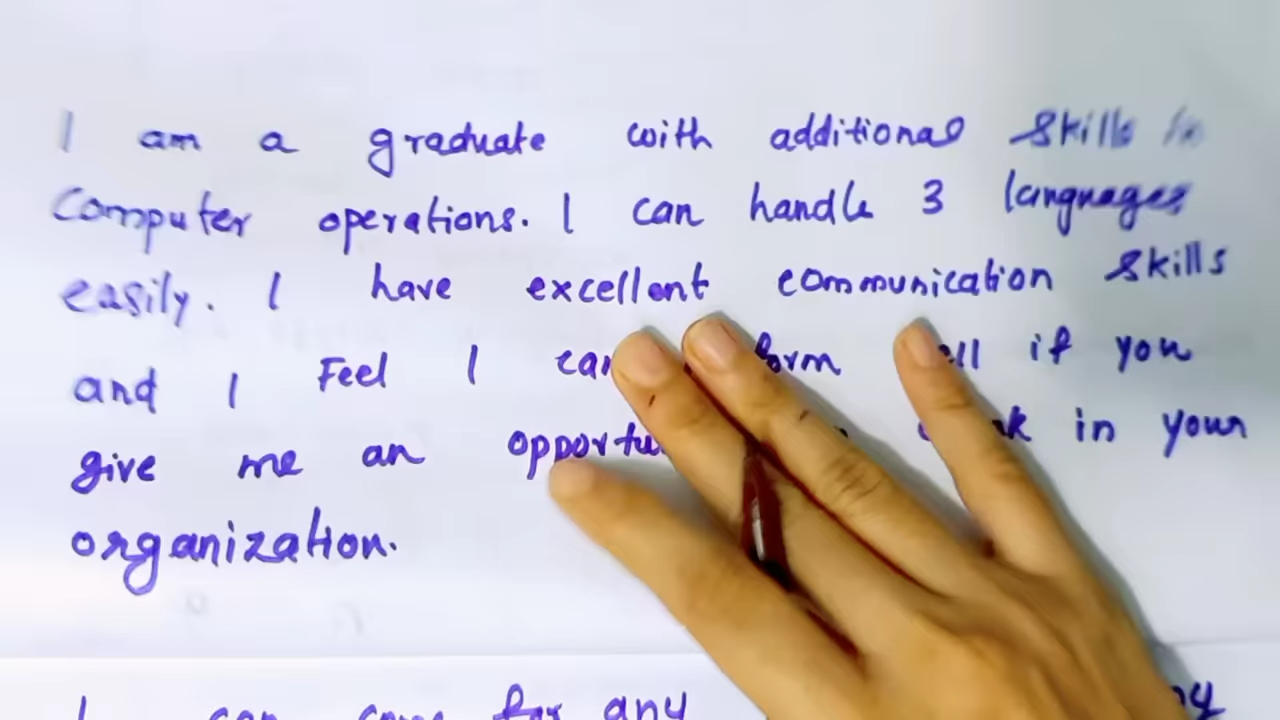 I am a graduate with additional skills in
Computer operations. I can handle 3 languages
easily. I have excellent communication skills
and I Feel I can form if you
give me an in your
organization.
I can come for any